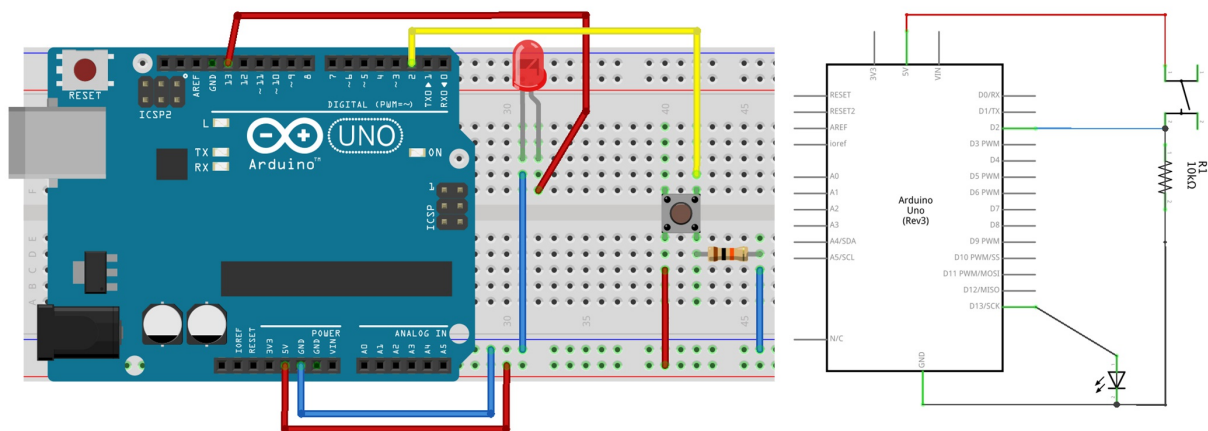 RESET
ICSP2
AREF
GND
13
12
~11
~10
~9
8
7
~6
~5
4
~3
2
TX0▶1
RX0◀0
DIGITAL (PWM=~)
L
TX
RX
Arduino™
UNO
ON
1
ICSP
IOREF
RESET
3V3
5V
GND
GND
VIN
POWER
ANALOG IN
A0
A1
A2
A3
A4
A5
30
40
45
30
35
45
F
E
D
C
B
A
3V3
5V
VIN
RESET
RESET2
AREF
ioref
A0
A1
A2
A3
A4/SDA
A5/SCL
N/C
Arduino
Uno
(Rev3)
D0/RX
D1/TX
D2
D3 PWM
D4
D5 PWM
D6 PWM
D7
D8
D9 PWM
D10 PWM/SS
D11 PWM/MOSI
D12/MISO
D13/SCK
GND
R1
10kΩ